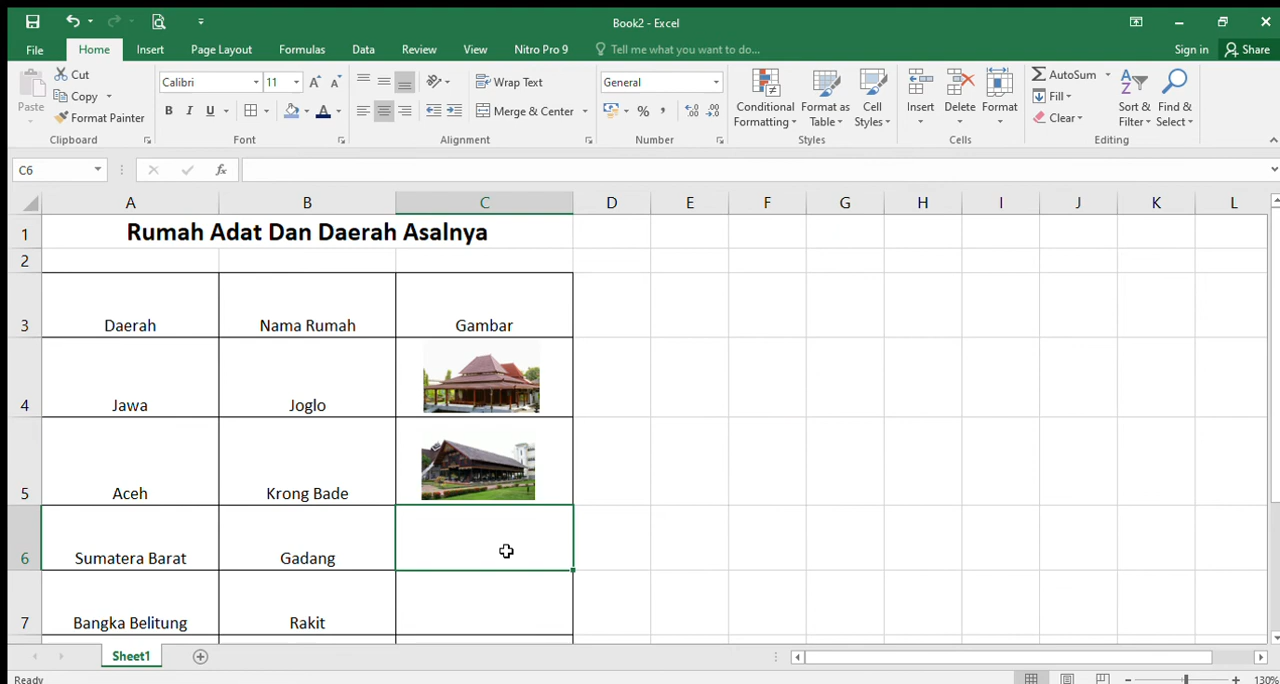 Book2 - Excel
File Home Insert Page Layout Formulas Data Review View Nitro Pro 9 Tell me what you want to do... Sign in Share
Paste
Cut
Copy
Format Painter
Clipboard
Calibri 11
B I U
Font
Wrap Text
Merge & Center
Alignment
General
% ,
Number
Conditional Formatting
Format as Table
Cell Styles
Styles
Insert Delete Format
Cells
AutoSum
Fill
Clear
Sort & Filter
Find & Select
Editing
C6 fx
A B C D E F G H I J K L
1 Rumah Adat Dan Daerah Asalnya
2
3 Daerah Nama Rumah Gambar
4 Jawa Joglo
5 Aceh Krong Bade
6 Sumatera Barat Gadang
7 Bangka Belitung Rakit
Sheet1
Ready 130%